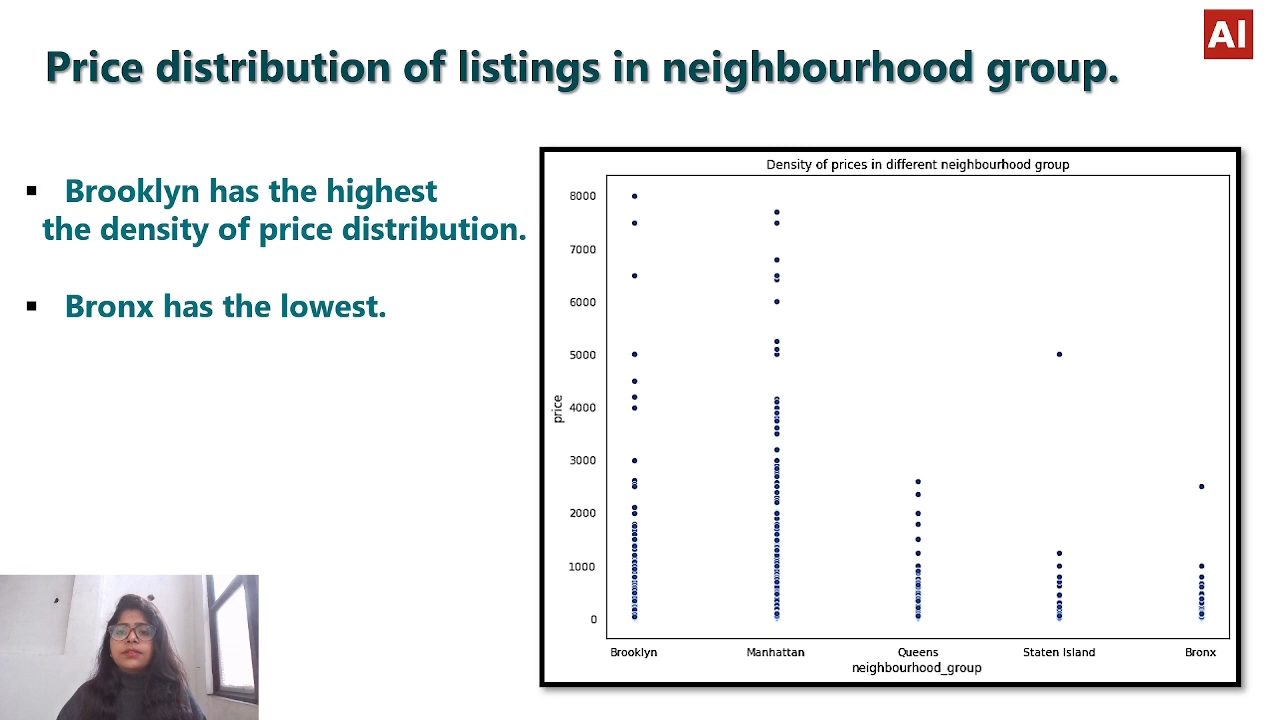 AI
Price distribution of listings in neighbourhood group.
▪ Brooklyn has the highest
the density of price distribution.
▪ Bronx has the lowest.
Density of prices in different neighbourhood group
8000
7000
6000
5000
4000
3000
2000
1000
0
price
Brooklyn Manhattan Queens Staten Island Bronx
neighbourhood_group